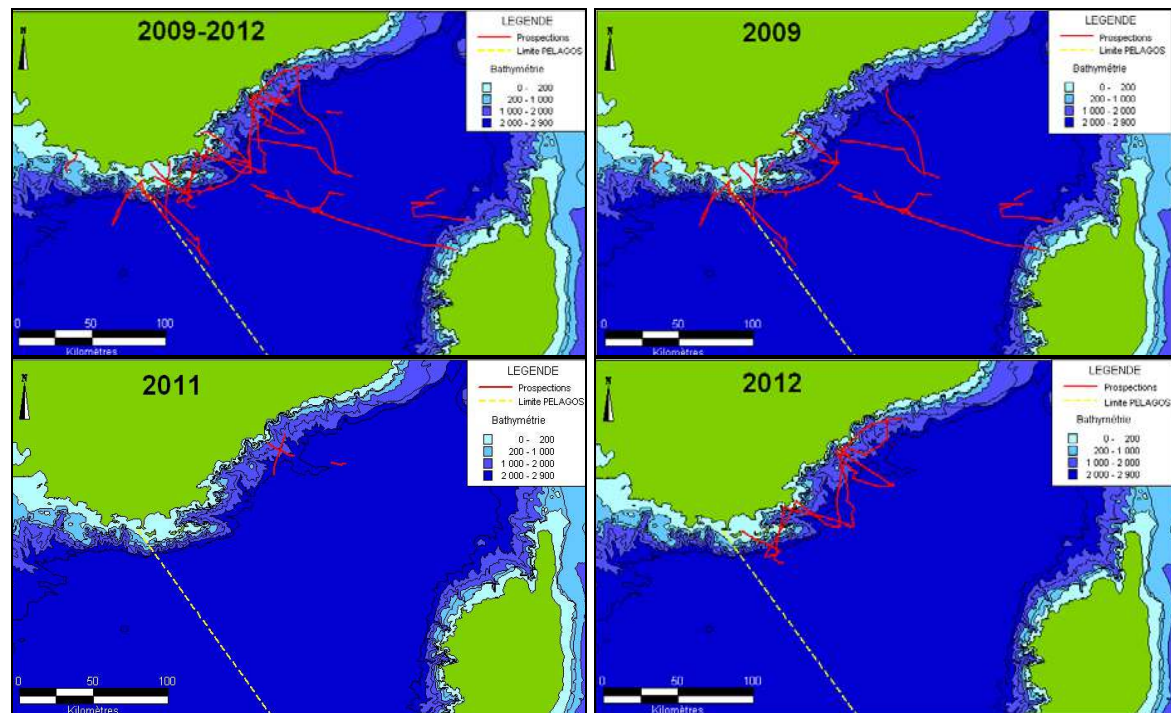 2009-2012
N
LEGENDE
Prospections
Limite PELAGOS
Bathymétrie
0 - 200
200 - 1 000
1 000 - 2 000
2 000 - 2 900
0 50 100
Kilomètres
2009
N
LEGENDE
Prospections
Limite PELAGOS
Bathymétrie
0 - 200
200 - 1 000
1 000 - 2 000
2 000 - 2 900
0 50 100
Kilomètres
2011
N
LEGENDE
Prospections
Limite PELAGOS
Bathymétrie
0 - 200
200 - 1 000
1 000 - 2 000
2 000 - 2 900
0 50 100
Kilomètres
2012
N
LEGENDE
Prospections
Limite PELAGOS
Bathymétrie
0 - 200
200 - 1 000
1 000 - 2 000
2 000 - 2 900
0 50 100
Kilomètres